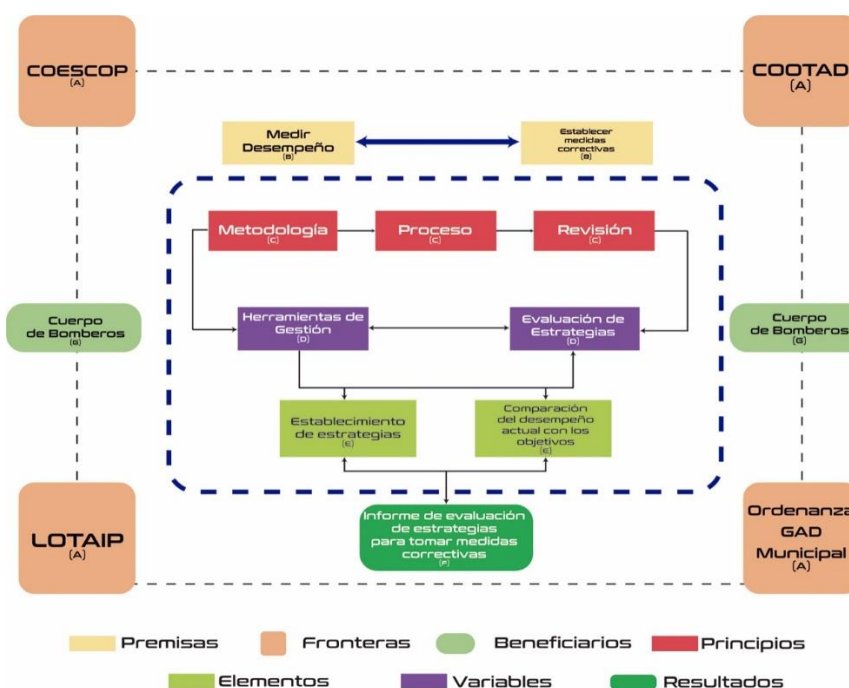 COESCOP
(A)
COOTAD
(A)
Medir
Desempeño
(B)
Establecer
medidas
correctivas
(B)
Metodología
(C)
Proceso
(C)
Revisión
(C)
Cuerpo
de Bomberos
(G)
Herramientas de
Gestión
(D)
Evaluación de
Estrategias
(D)
Cuerpo
de Bomberos
(G)
Establecimiento
de estrategias
(E)
Comparación
del desempeño
actual con los
objetivos
(E)
LOTAIP
(A)
Informe de evaluación
de estrategias
para tomar medidas
correctivas
(F)
Ordenanza
GAD
Municipal
(A)
Premisas
Fronteras
Beneficiarios
Principios
Elementos
Variables
Resultados